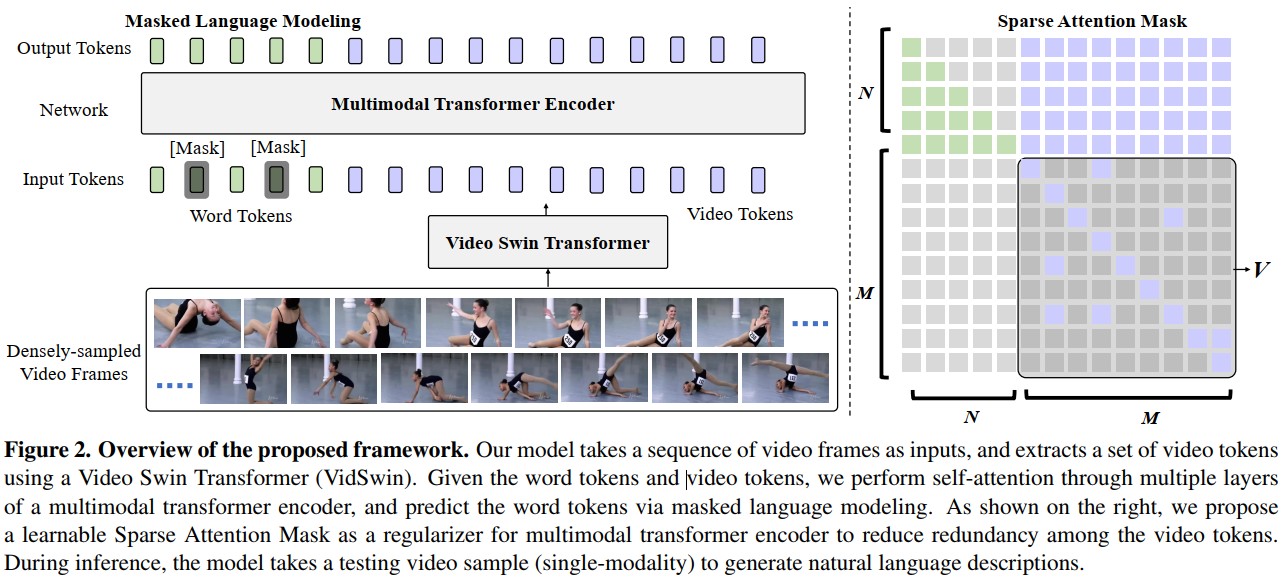 Masked Language Modeling
Output Tokens
Network
Multimodal Transformer Encoder
[Mask] [Mask]
Input Tokens
Word Tokens
Video Tokens
Video Swin Transformer
Densely-sampled
Video Frames
Sparse Attention Mask
N
M
V
N
M
Figure 2. Overview of the proposed framework. Our model takes a sequence of video frames as inputs, and extracts a set of video tokens
using a Video Swin Transformer (VidSwin). Given the word tokens and video tokens, we perform self-attention through multiple layers
of a multimodal transformer encoder, and predict the word tokens via masked language modeling. As shown on the right, we propose
a learnable Sparse Attention Mask as a regularizer for multimodal transformer encoder to reduce redundancy among the video tokens.
During inference, the model takes a testing video sample (single-modality) to generate natural language descriptions.